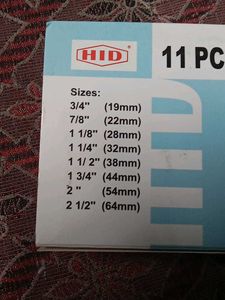 HID
11 PC
Sizes:
3/4" (19mm)
7/8" (22mm)
1 1/8" (28mm)
1 1/4" (32mm)
1 1/ 2" (38mm)
1 3/4" (44mm)
2 " (54mm)
2 1/2" (64mm)
HID